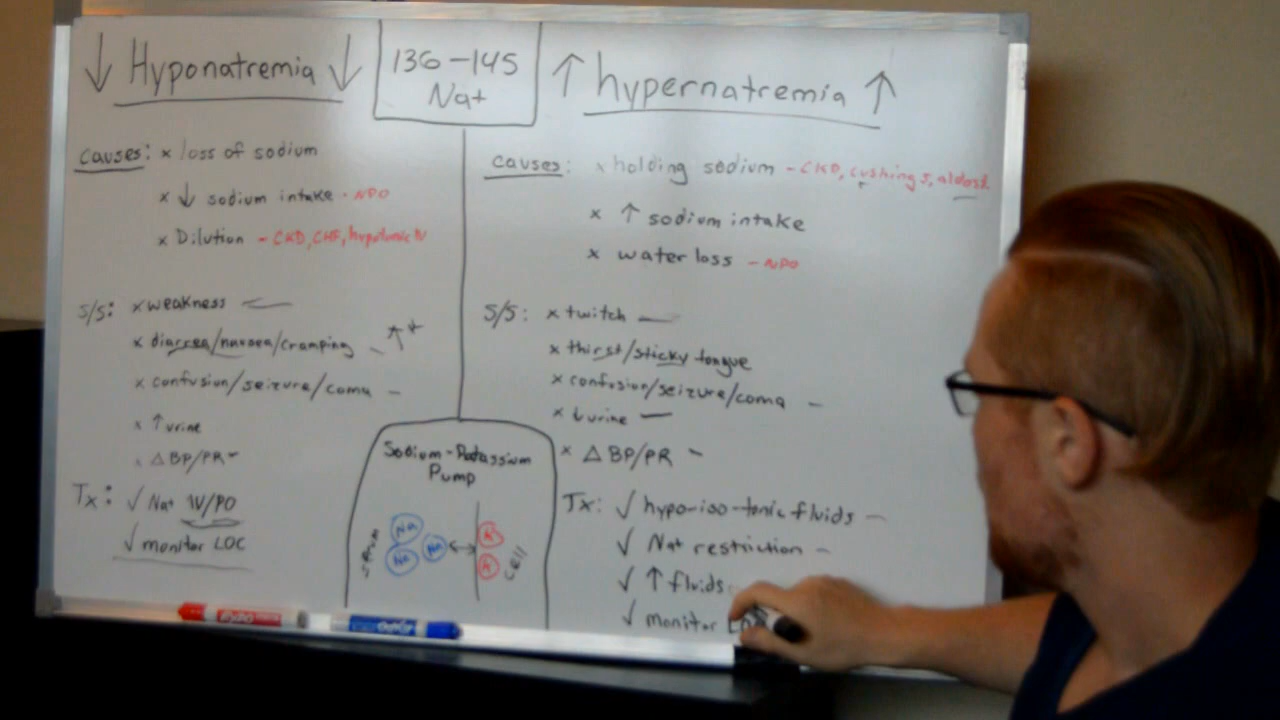 ↓ Hyponatremia ↓
causes: x loss of sodium
x ↓ sodium intake - NPO
x Dilution - CKD, CHF, hypotonic IV
S/S: x weakness
x diarrea/nausea/cramping ↑+
x confusion/seizure/coma
x ↑ urine
x △ BP/PR
Tx: √ Na+ IV/PO
√ monitor LOC
136-145
Na+
Sodium-Potassium
Pump
Na
Na
Na
K
K
cell
↑ hypernatremia ↑
causes: x holding sodium - CKD, cushing's, aldost.
x ↑ sodium intake
x water loss - NPO
S/S: x twitch
x thirst/sticky tongue
x confusion/seizure/coma
x ↓ urine
x △ BP/PR
Tx: √ hypo-iso-tonic fluids
√ Na+ restriction
√ ↑ fluids
√ monitor
EXPO
EXPO